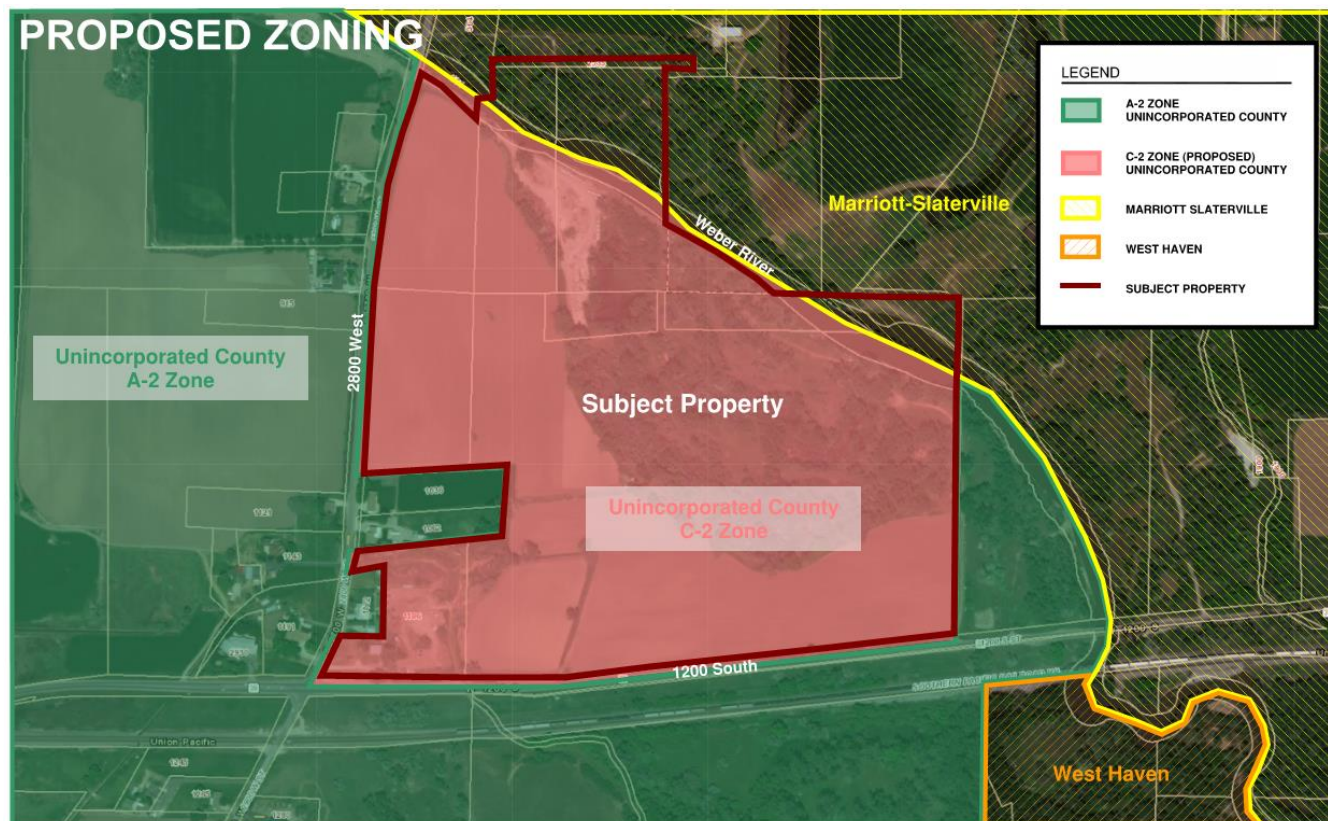 PROPOSED ZONING
LEGEND
A-2 ZONE
UNINCORPORATED COUNTY
C-2 ZONE (PROPOSED)
UNINCORPORATED COUNTY
MARRIOTT SLATERVILLE
WEST HAVEN
SUBJECT PROPERTY
Marriott-Slaterville
Weber River
Unincorporated County
A-2 Zone
2800 West
Subject Property
Unincorporated County
C-2 Zone
1200 South
Union Pacific
West Haven